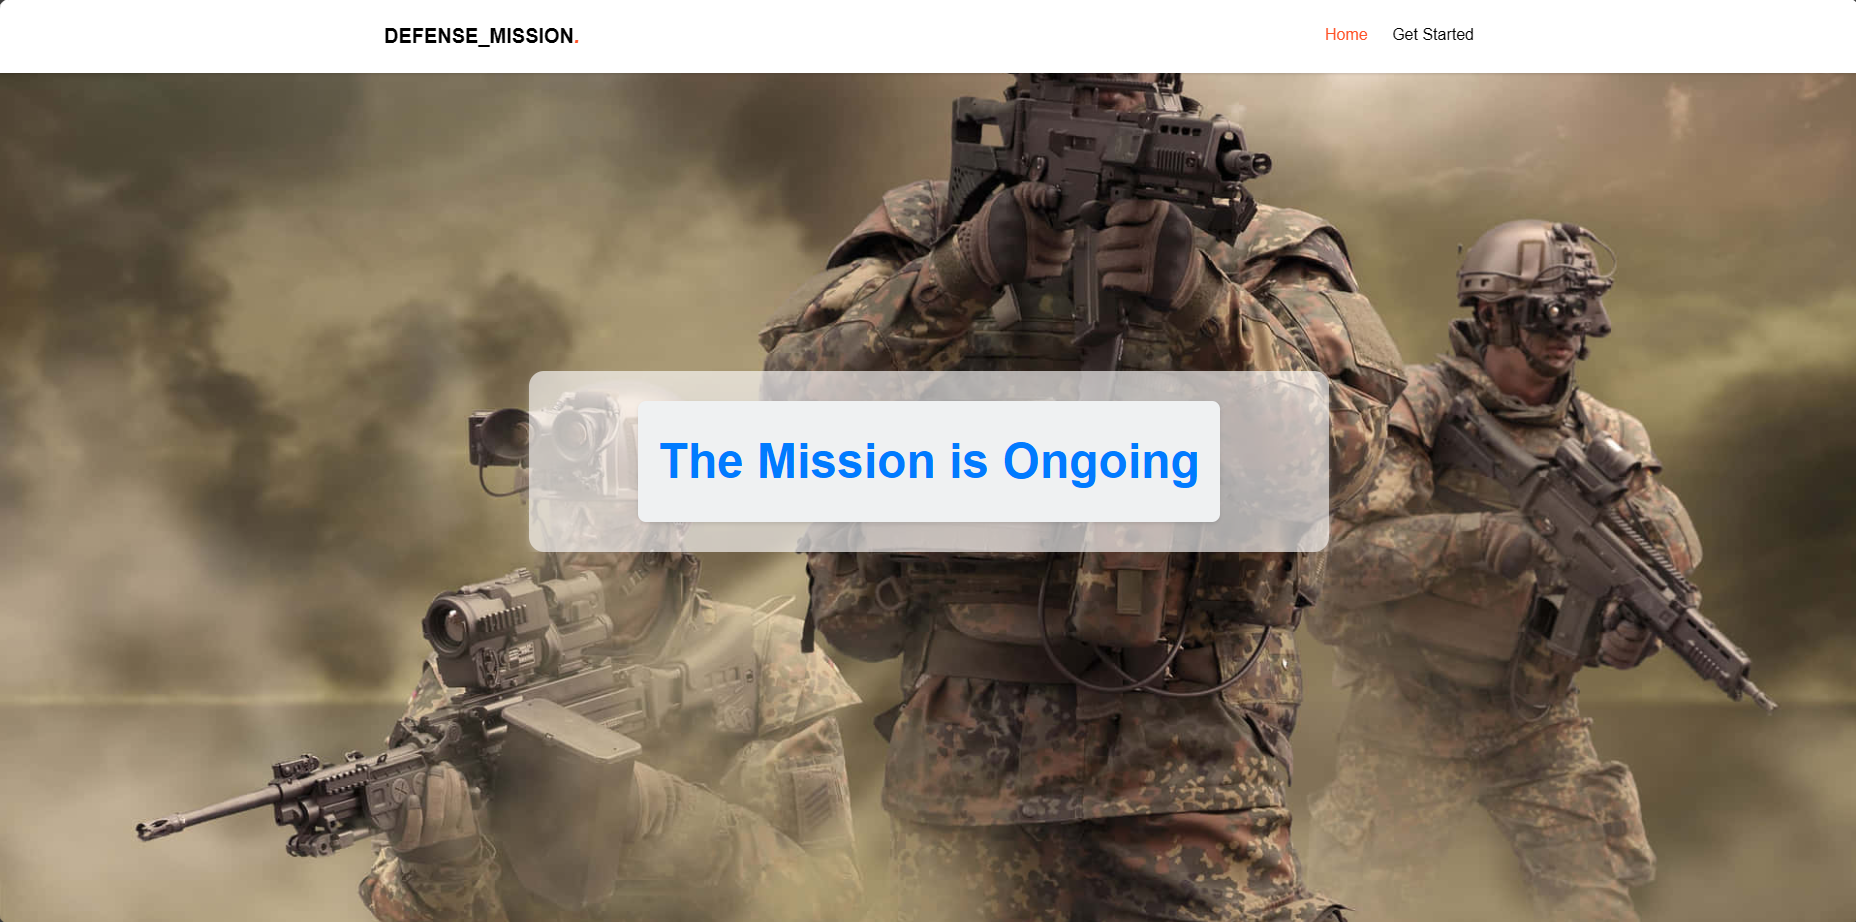 DEFENSE_MISSION.
Home
Get Started
The Mission is Ongoing